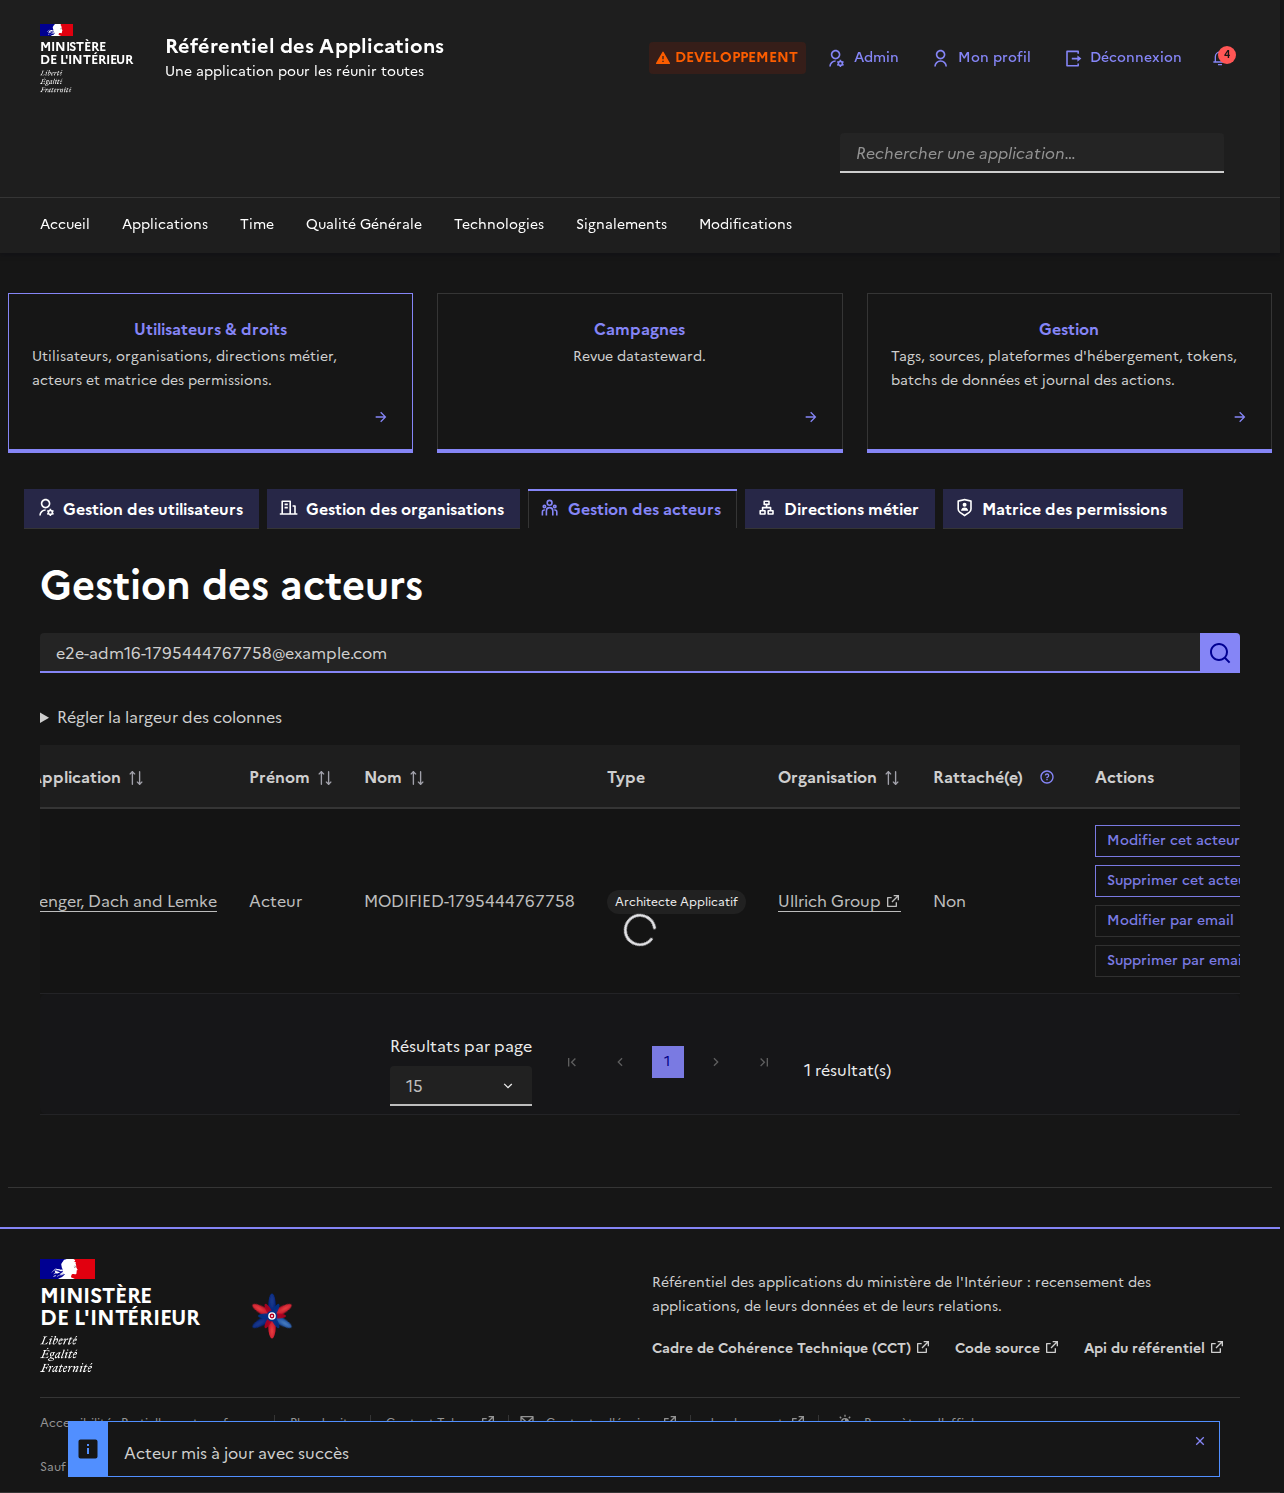 MINISTÈRE
DE L'INTÉRIEUR
Liberté
Égalité
Fraternité
Référentiel des Applications
Une application pour les réunir toutes
DEVELOPPEMENT
Admin
Mon profil
Déconnexion
4
Rechercher une application...
Accueil
Applications
Time
Qualité Générale
Technologies
Signalements
Modifications
Utilisateurs & droits
Utilisateurs, organisations, directions métier,
acteurs et matrice des permissions.
Campagnes
Revue datasteward.
Gestion
Tags, sources, plateformes d'hébergement, tokens,
batchs de données et journal des actions.
Gestion des utilisateurs
Gestion des organisations
Gestion des acteurs
Directions métier
Matrice des permissions
Gestion des acteurs
e2e-adm16-1795444767758@example.com
Régler la largeur des colonnes
Application
Prénom
Nom
Type
Organisation
Rattaché(e)
Actions
enger, Dach and Lemke
Acteur
MODIFIED-1795444767758
Architecte Applicatif
Ullrich Group
Non
Modifier cet acteur
Supprimer cet acteu
Modifier par email
Supprimer par emai
Résultats par page
15
1
1 résultat(s)
MINISTÈRE
DE L'INTÉRIEUR
Liberté
Égalité
Fraternité
Référentiel des applications du ministère de l'Intérieur : recensement des
applications, de leurs données et de leurs relations.
Cadre de Cohérence Technique (CCT)
Code source
Api du référentiel
Sauf
Acteur mis à jour avec succès